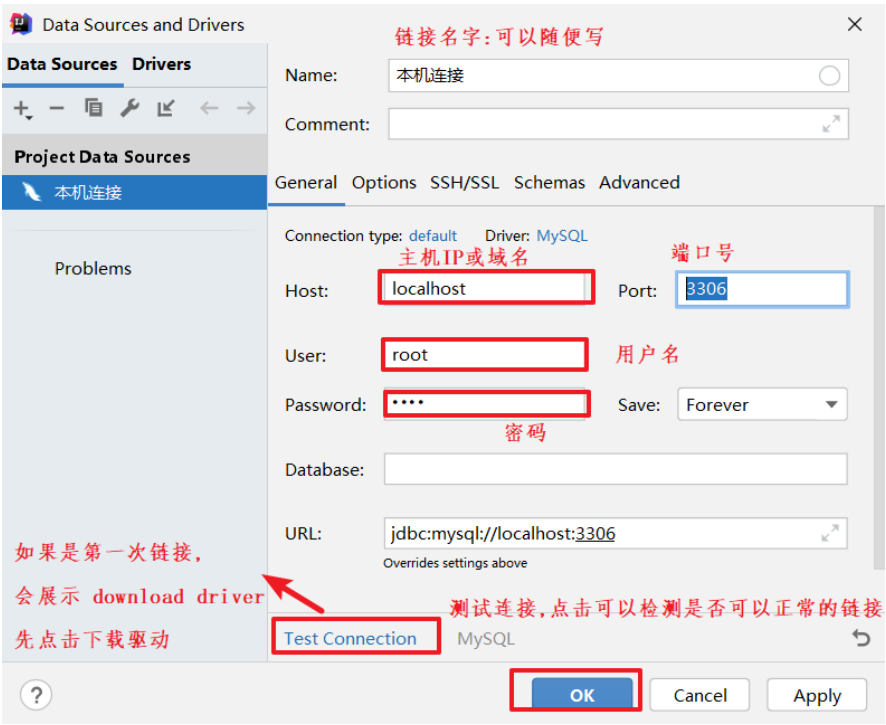 Data Sources and Drivers
链接名字:可以随便写
Data Sources Drivers
Name: 本机连接
Comment:
Project Data Sources
本机连接
General Options SSH/SSL Schemas Advanced
Connection type: default Driver: MySQL
主机IP或域名
端口号
Problems
Host: localhost
Port: 3306
User: root
用户名
Password: ••••
Save: Forever
密码
Database:
URL: jdbc:mysql://localhost:3306
Overrides settings above
如果是第一次链接,
会展示 download driver
先点击下载驱动
测试连接,点击可以检测是否可以正常的链接
Test Connection MySQL
? OK Cancel Apply